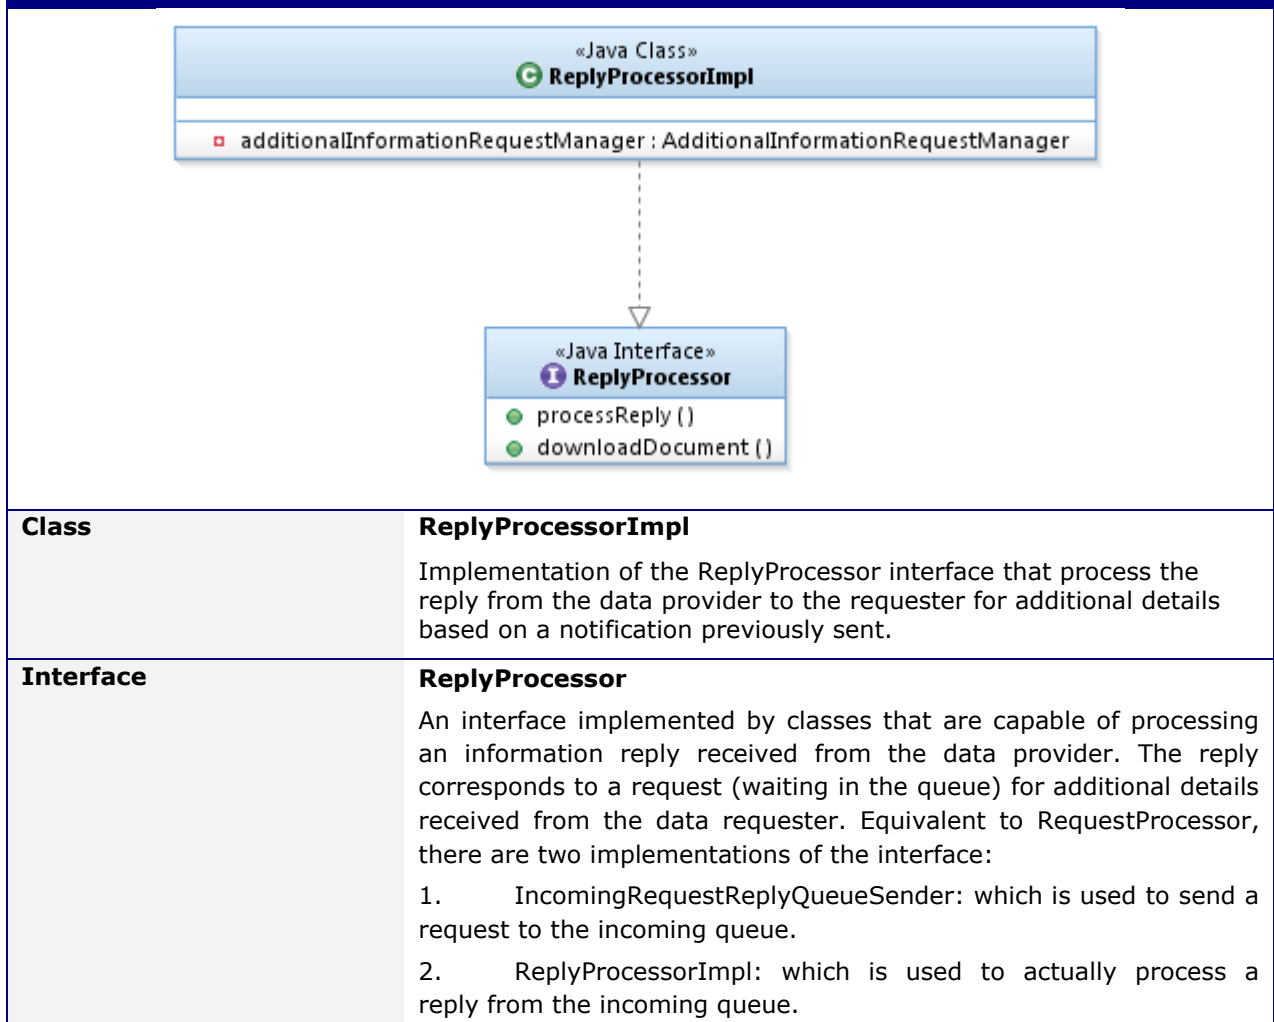 «Java Class»
ReplyProcessorImpl
additionalInformationRequestManager : AdditionalInformationRequestManager
«Java Interface»
ReplyProcessor
processReply ( )
downloadDocument ( )
Class
ReplyProcessorImpl
Implementation of the ReplyProcessor interface that process the
reply from the data provider to the requester for additional details
based on a notification previously sent.
Interface
ReplyProcessor
An interface implemented by classes that are capable of processing
an information reply received from the data provider. The reply
corresponds to a request (waiting in the queue) for additional details
received from the data requester. Equivalent to RequestProcessor,
there are two implementations of the interface:
1. IncomingRequestReplyQueueSender: which is used to send a
request to the incoming queue.
2. ReplyProcessorImpl: which is used to actually process a
reply from the incoming queue.